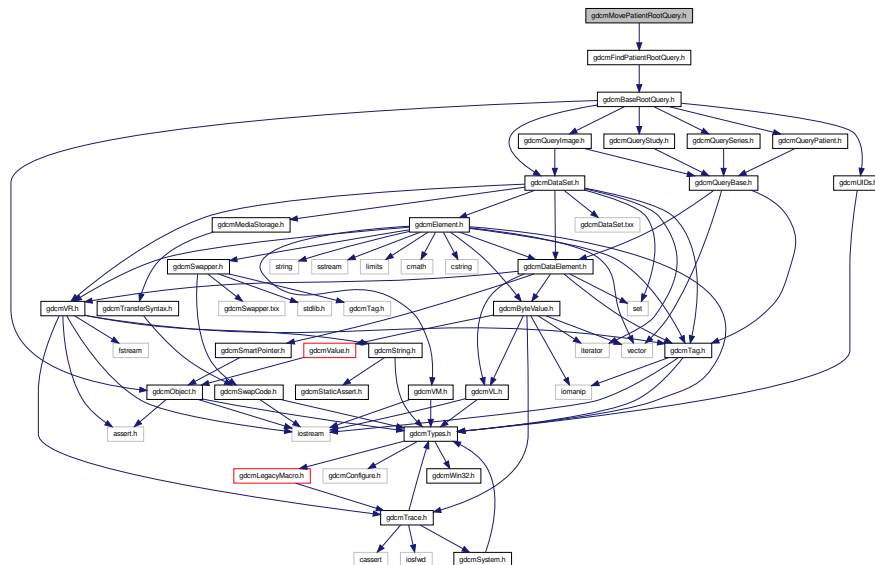 gdcmMovePatientRootQuery.h
gdcmFindPatientRootQuery.h
gdcmBaseRootQuery.h
gdcmQueryImage.h
gdcmQueryStudy.h
gdcmQuerySeries.h
gdcmQueryPatient.h
gdcmDataSet.h
gdcmQueryBase.h
gdcmUIDs.h
gdcmMediaStorage.h
gdcmElement.h
gdcmDataSet.txx
gdcmSwapper.h
string
sstream
limits
cmath
cstring
gdcmDataElement.h
gdcmVR.h
gdcmTransferSyntax.h
gdcmSwapper.txx
stdlib.h
gdcmTag.h
gdcmByteValue.h
set
fstream
gdcmSmartPointer.h
gdcmValue.h
gdcmString.h
iterator
vector
gdcmTag.h
gdcmObject.h
gdcmSwapCode.h
gdcmStaticAssert.h
gdcmVM.h
gdcmVL.h
iomanip
assert.h
iostream
gdcmTypes.h
gdcmLegacyMacro.h
gdcmConfigure.h
gdcmWin32.h
gdcmTrace.h
cassert
iosfwd
gdcmSystem.h